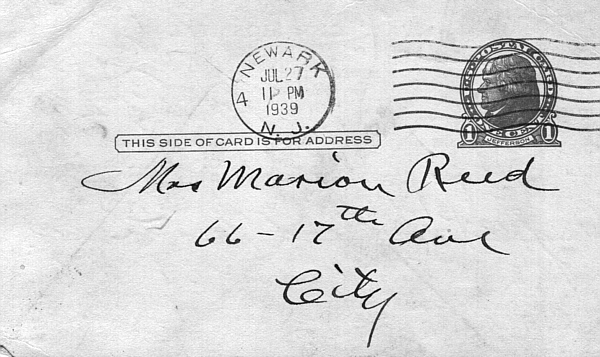 NEWARK
JUL 27
11 PM
1939
N. J.
4
1 JEFFERSON 1
THIS SIDE OF CARD IS FOR ADDRESS
Mrs Marion Reed
66-17th Ave
City